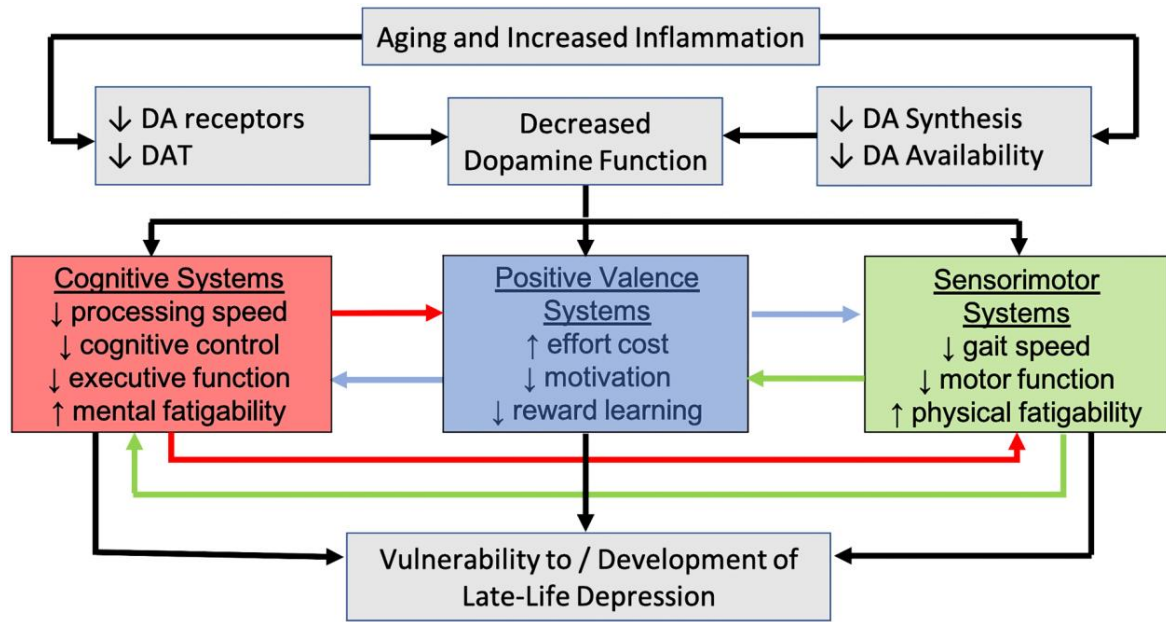 Aging and Increased Inflammation
↓ DA receptors
↓ DAT
Decreased
Dopamine Function
↓ DA Synthesis
↓ DA Availability
Cognitive Systems
↓ processing speed
↓ cognitive control
↓ executive function
↑ mental fatigability
Positive Valence
Systems
↑ effort cost
↓ motivation
↓ reward learning
Sensorimotor
Systems
↓ gait speed
↓ motor function
↑ physical fatigability
Vulnerability to / Development of
Late-Life Depression